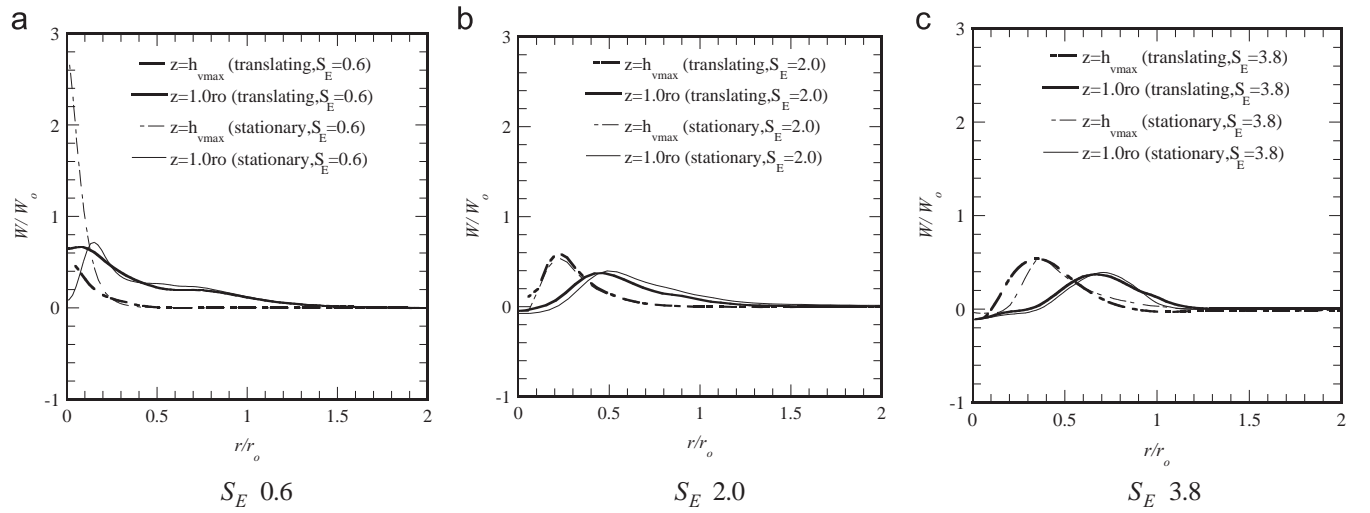 a
3
2
1
0
-1
0
0.5
1
1.5
2
W/W_o
r/r_o
z=h_vmax (translating,S_E=0.6)
z=1.0ro (translating,S_E=0.6)
z=h_vmax (stationary,S_E=0.6)
z=1.0ro (stationary,S_E=0.6)
S_E 0.6
b
3
2
1
0
-1
0
0.5
1
1.5
2
W/W_o
r/r_o
z=h_vmax (translating,S_E=2.0)
z=1.0ro (translating,S_E=2.0)
z=h_vmax (stationary,S_E=2.0)
z=1.0ro (stationary,S_E=2.0)
S_E 2.0
c
3
2
1
0
-1
0
0.5
1
1.5
2
W/W_o
r/r_o
z=h_vmax (translating,S_E=3.8)
z=1.0ro (translating,S_E=3.8)
z=h_vmax (stationary,S_E=3.8)
z=1.0ro (stationary,S_E=3.8)
S_E 3.8